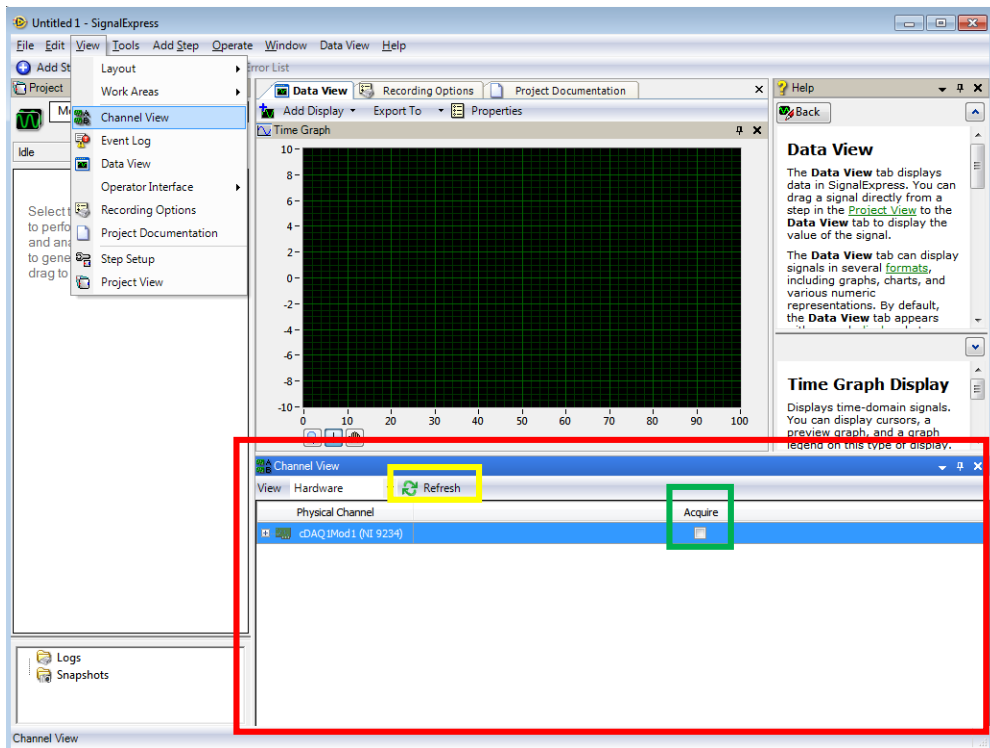 Untitled 1 - SignalExpress
File Edit View Tools Add Step Operate Window Data View Help
Add St
rror List
Project
Layout
Work Areas
Channel View
Event Log
Data View
Operator Interface
Recording Options
Project Documentation
Step Setup
Project View
Idle
Select t
to perfo
and ana
to gene
drag to
Logs
Snapshots
Data View Recording Options Project Documentation
Add Display Export To Properties
Time Graph
10
8
6
4
2
0
-2
-4
-6
-8
-10
0 10 20 30 40 50 60 70 80 90 100
Help
Back
Data View
The Data View tab displays
data in SignalExpress. You can
drag a signal directly from a
step in the Project View to the
Data View tab to display the
value of the signal.
The Data View tab can display
signals in several formats,
including graphs, charts, and
various numeric
representations. By default,
the Data View tab appears
Time Graph Display
Displays time-domain signals.
You can display cursors, a
preview graph, and a graph
legend on this type of display.
Channel View
View Hardware Refresh
Physical Channel Acquire
cDAQ1Mod1 (NI 9234)
Channel View